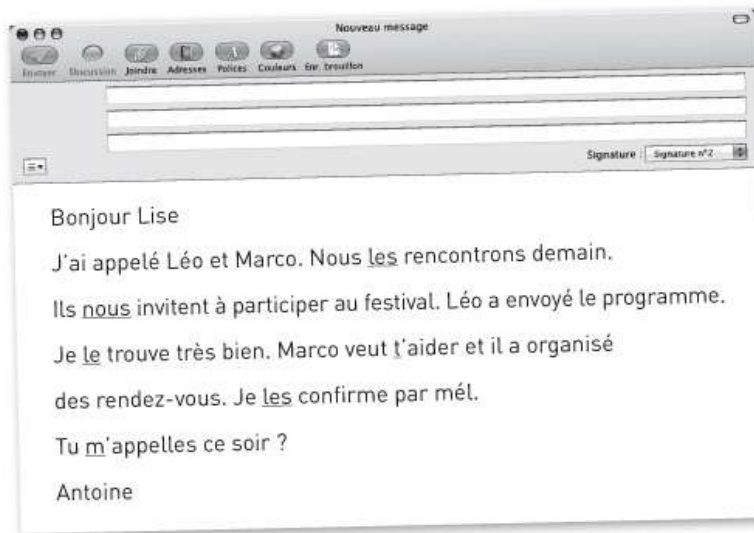 Nouveau message
Envoyer Discussion Joindre Adresses Polices Couleurs Enr. brouillon
Signature : Signature n°2
Bonjour Lise
J'ai appelé Léo et Marco. Nous les rencontrons demain.
Ils nous invitent à participer au festival. Léo a envoyé le programme.
Je le trouve très bien. Marco veut t'aider et il a organisé
des rendez-vous. Je les confirme par mél.
Tu m'appelles ce soir ?
Antoine